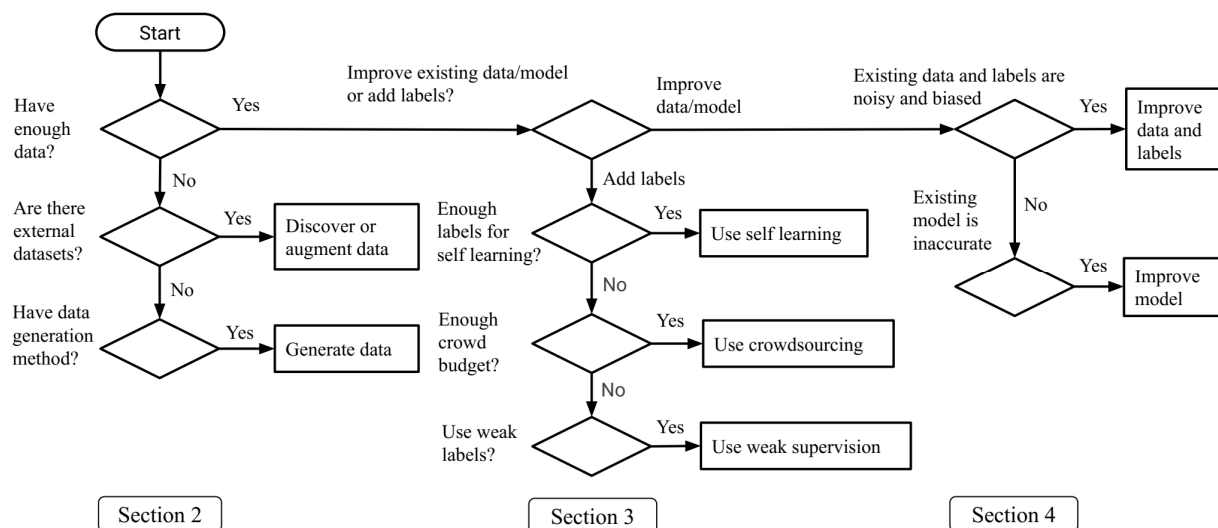 Start
Have
enough
data?
Yes
No
Are there
external
datasets?
Yes
Discover or
augment data
No
Have data
generation
method?
Yes
Generate data
Section 2
Improve existing data/model
or add labels?
Improve
data/model
Add labels
Enough
labels for
self learning?
Yes
Use self learning
No
Enough
crowd
budget?
Yes
Use crowdsourcing
No
Use weak
labels?
Yes
Use weak supervision
Section 3
Existing data and labels are
noisy and biased
Yes
Improve
data and
labels
No
Existing
model is
inaccurate
Yes
Improve
model
Section 4